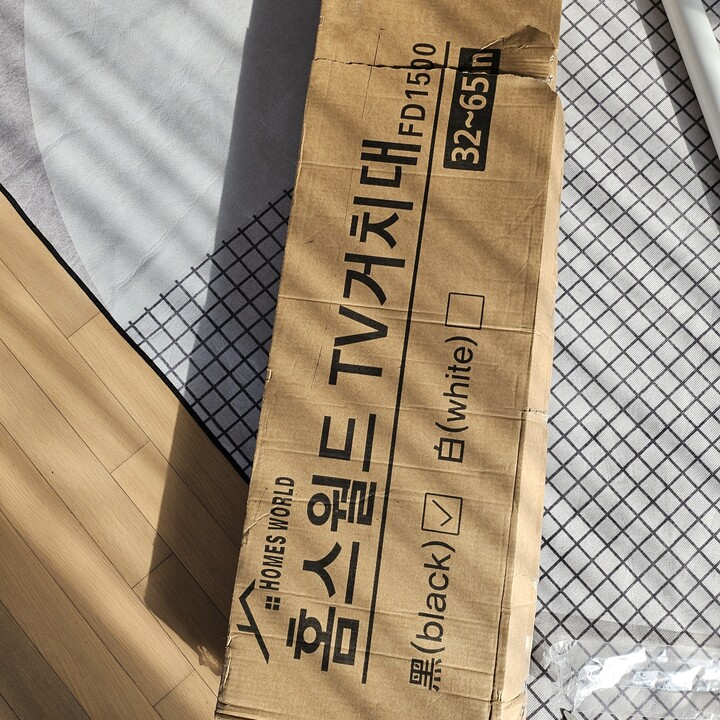 HOMES WORLD
홈스월드 TV거치대 FD1500
32~65in
黑(black) ☑ 白(white) ☐